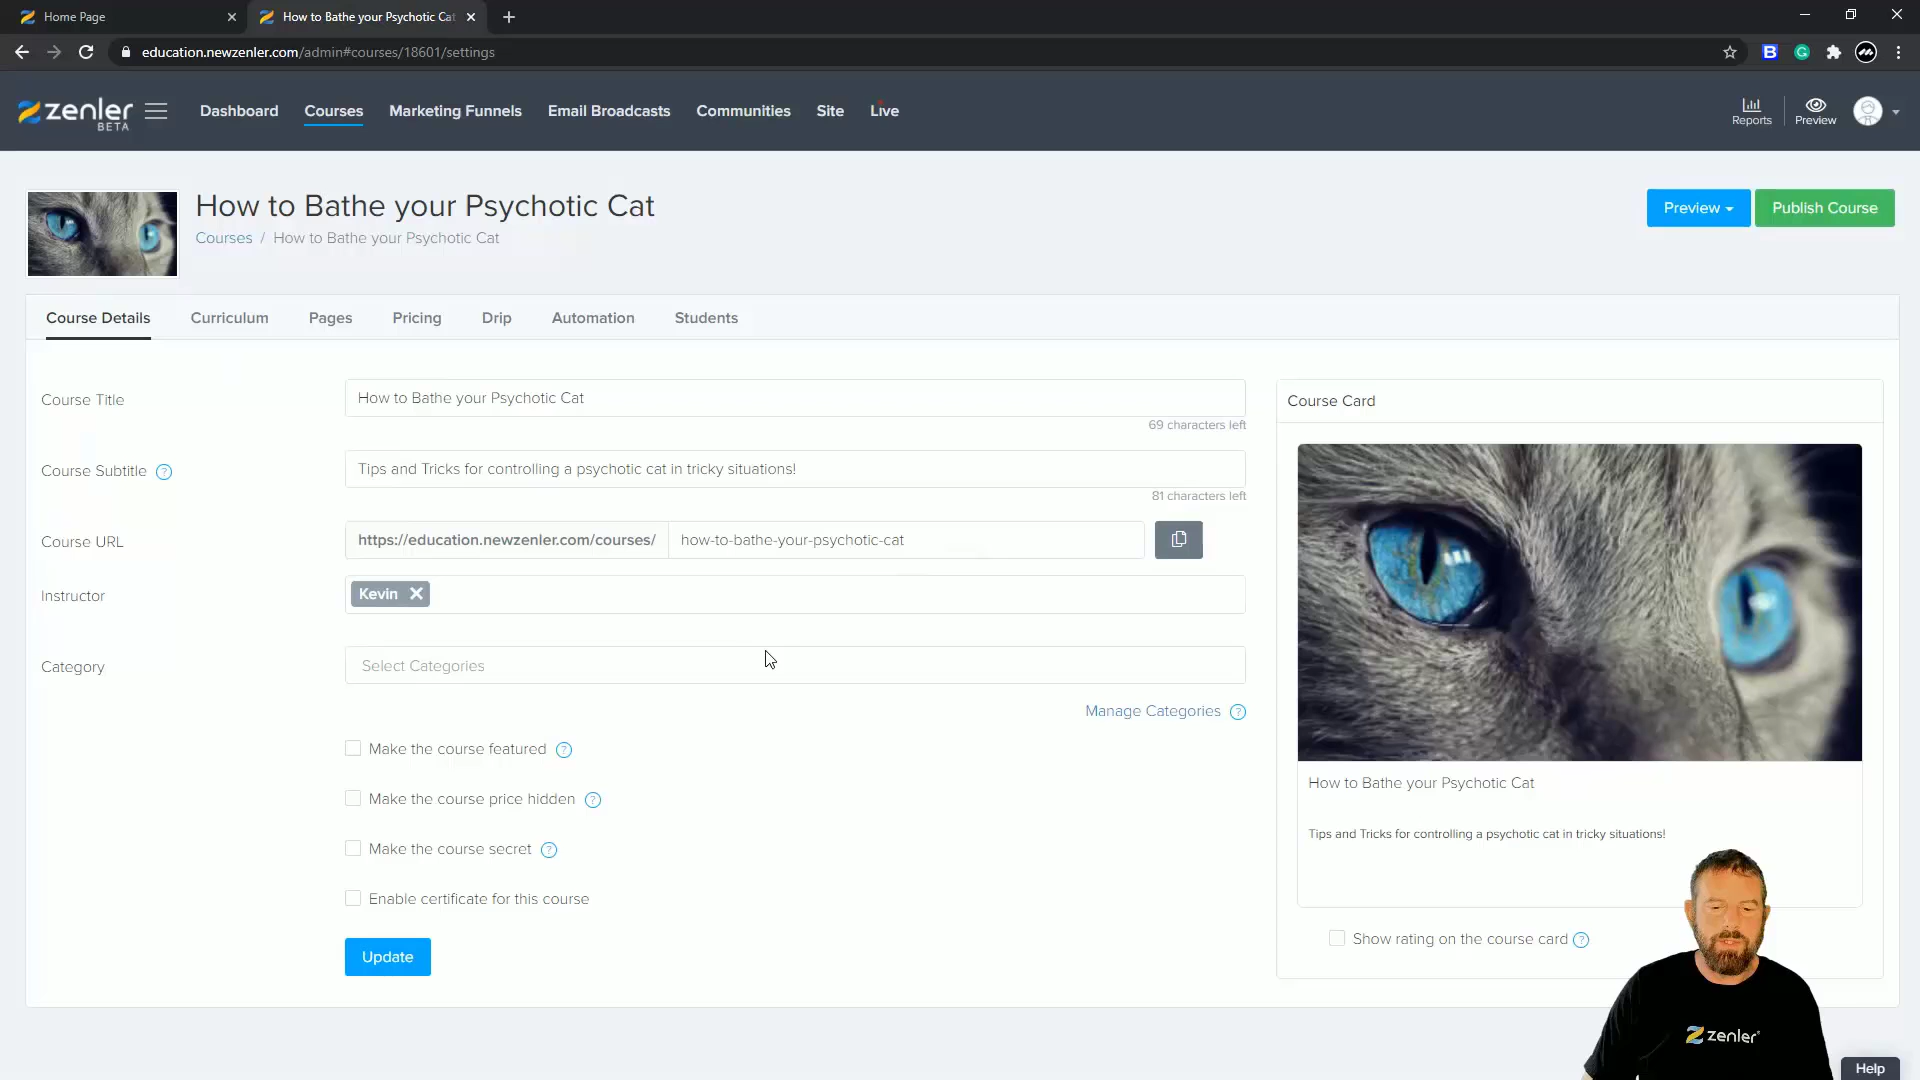 Home Page
How to Bathe your Psychotic Cat
education.newzenler.com/admin#courses/18601/settings
B
G
zenler
BETA
Dashboard
Courses
Marketing Funnels
Email Broadcasts
Communities
Site
Live
Reports
Preview
How to Bathe your Psychotic Cat
Courses / How to Bathe your Psychotic Cat
Preview
Publish Course
Course Details
Curriculum
Pages
Pricing
Drip
Automation
Students
Course Title
How to Bathe your Psychotic Cat
69 characters left
Course Subtitle ?
Tips and Tricks for controlling a psychotic cat in tricky situations!
81 characters left
Course URL
https://education.newzenler.com/courses/
how-to-bathe-your-psychotic-cat
Instructor
Kevin
Category
Select Categories
Manage Categories ?
Make the course featured ?
Make the course price hidden ?
Make the course secret ?
Enable certificate for this course
Update
Course Card
How to Bathe your Psychotic Cat
Tips and Tricks for controlling a psychotic cat in tricky situations!
Show rating on the course card ?
zenler
Help